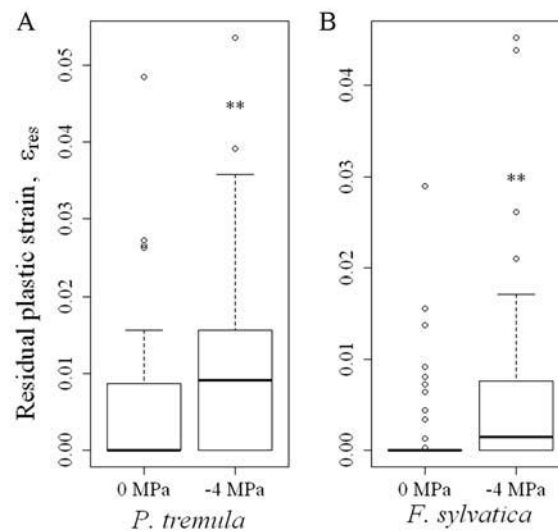 A
B
Residual plastic strain, εres
0.05
0.04
0.03
0.02
0.01
0.00
**
0 MPa
-4 MPa
P. tremula
0.04
0.03
0.02
0.01
0.00
**
0 MPa
-4 MPa
F. sylvatica